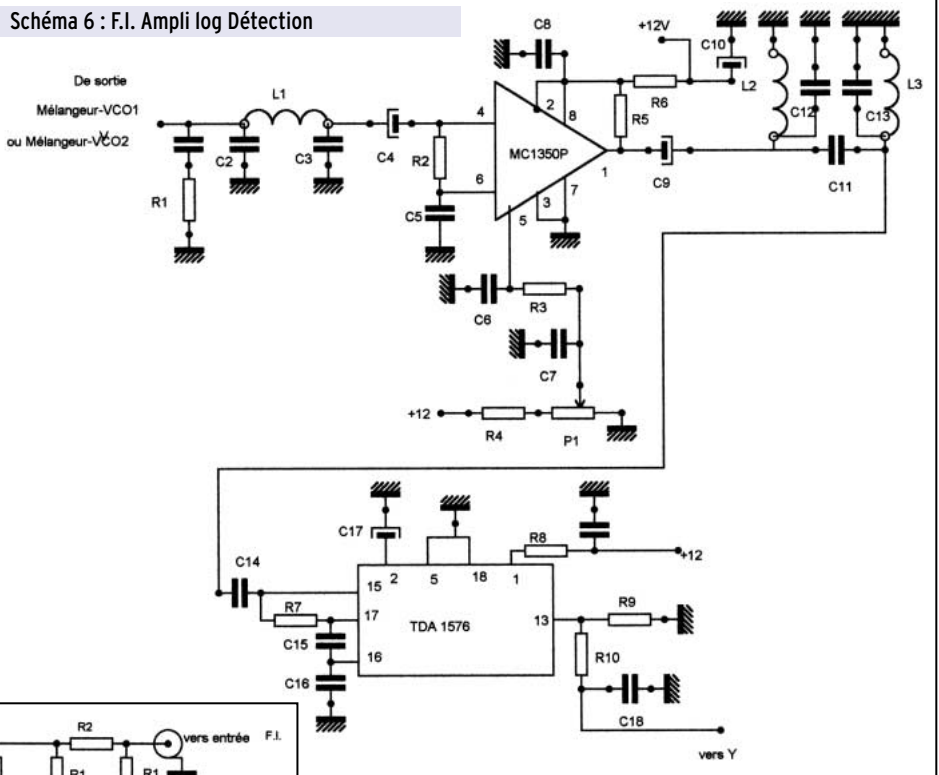 Schéma 6 : F.I. Ampli log Détection
De sortie
Mélangeur-VCO1
ou Mélangeur-VCO2
V
L1
C2
C3
R1
C4
R2
C5
4
6
C8
2
8
MC1350P
1
5
3
7
+12V
R6
R5
C10
L2
C12
C13
L3
C9
C11
C6
R3
C7
+12
R4
P1
C14
R7
C15
C16
C17
15
2
5
18
1
17
TDA 1576
16
13
R8
+12
R9
R10
C18
vers Y
R2
vers entrée F.I.
R1
R1